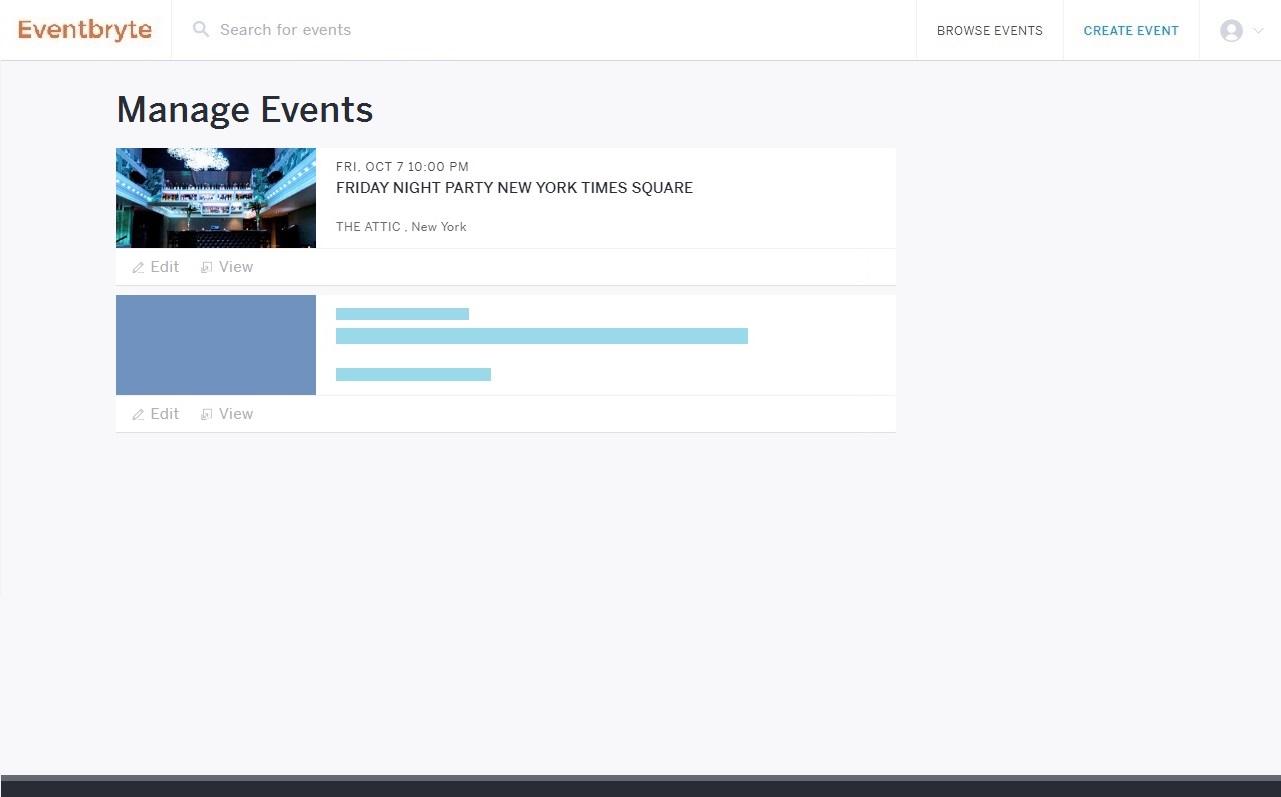 Eventbryte
Search for events
BROWSE EVENTS
CREATE EVENT
Manage Events
FRI, OCT 7 10:00 PM
FRIDAY NIGHT PARTY NEW YORK TIMES SQUARE
THE ATTIC , New York
Edit View
Edit View